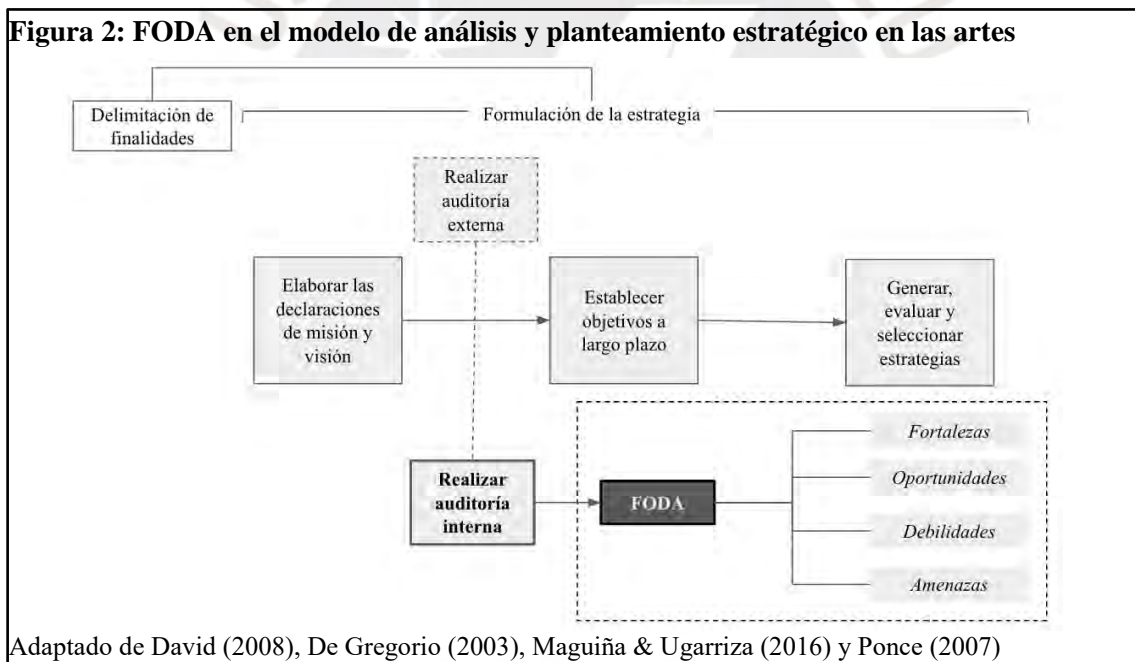 Figura 2: FODA en el modelo de análisis y planteamiento estratégico en las artes
Delimitación de
finalidades
Formulación de la estrategia
Realizar
auditoría
externa
Elaborar las
declaraciones
de misión y
visión
Establecer
objetivos a
largo plazo
Generar,
evaluar y
seleccionar
estrategias
Realizar
auditoría
interna
FODA
Fortalezas
Oportunidades
Debilidades
Amenazas
Adaptado de David (2008), De Gregorio (2003), Maguiña & Ugarriza (2016) y Ponce (2007)